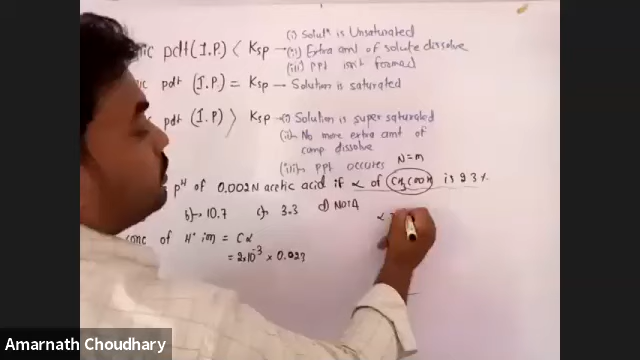 nic pdt (I.P.) < Ksp → (i) Soluⁿ is Unsaturated
(ii) Extra amt of solute dissolve
(iii) PPt isn't formed
ic pdt (I.P.) = Ksp → Solution is saturated
pdt (I.P.) > Ksp → (i) Solution is super saturated
(ii) No more extra amt of
comp dissolve
(iii) PPt occures
N=m
pH of 0.002N acetic acid if α of CH3COOH is 2.3%
b) → 10.7 c) 3.3 d) NOTA
conc of H⁺ ion = Cα
= 2×10⁻³ × 0.023
α =
Amarnath Choudhary